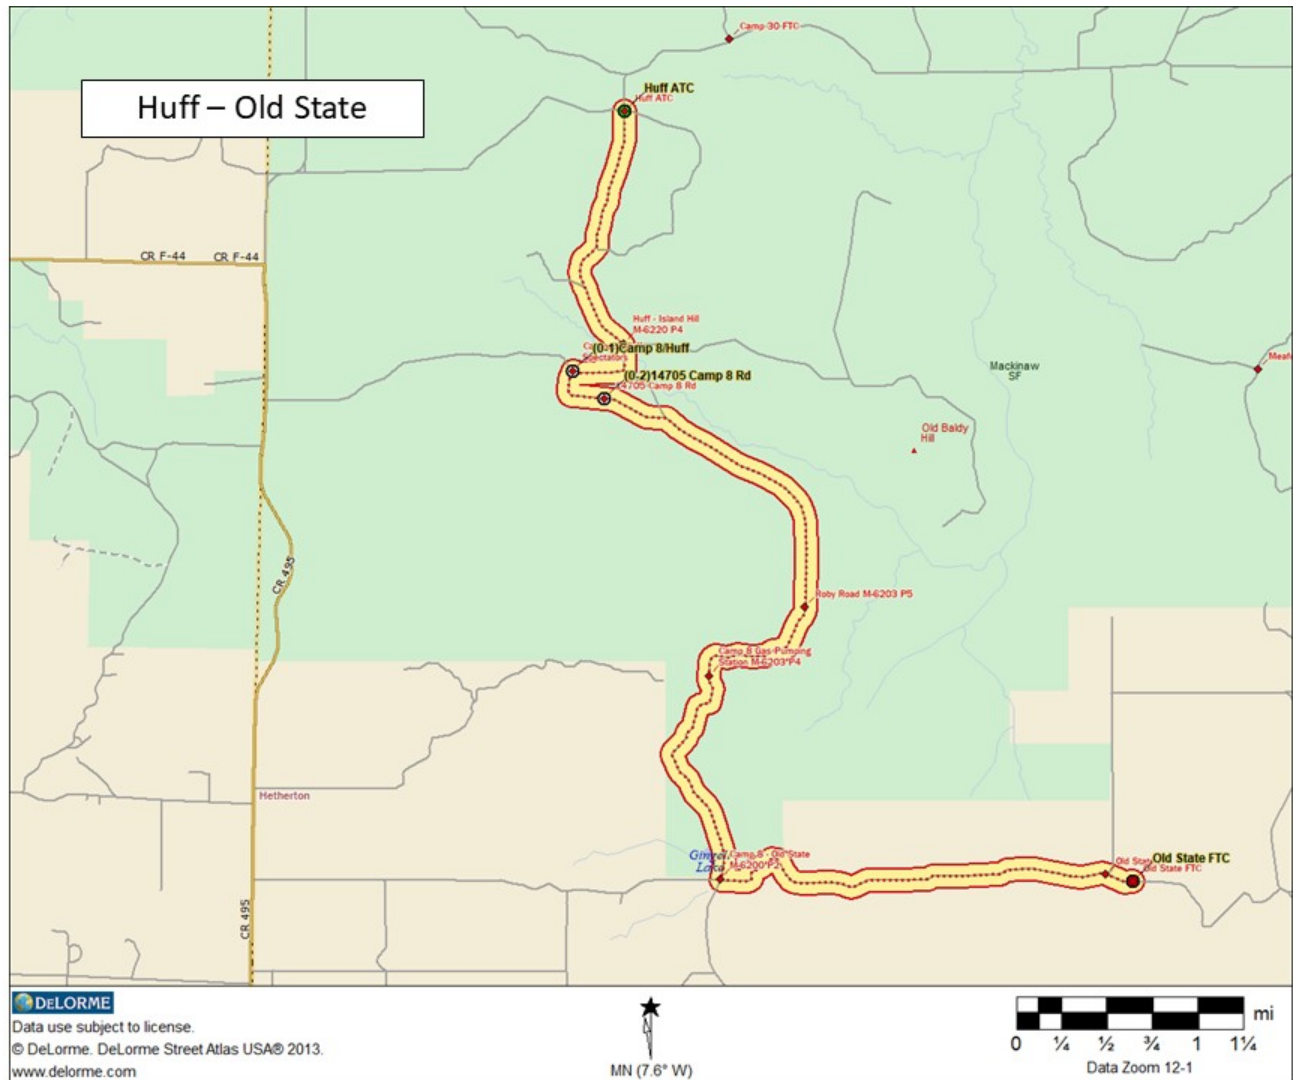 Camp 30 FTC
Huff – Old State
Huff ATC
Huff ATC
CR F-44
CR F-44
Huff - Island Hill
M-6220 P4
(0-1)Camp 8/Huff
Spectators
(0-2)14705 Camp 8 Rd
14705 Camp 8 Rd
Mackinaw
SF
Old Baldy
Hill
CR 495
Roby Road M-6203 P5
Camp 8 Gas Pumping
Station M-6203 P4
Hetherton
Camp 8 - Old State
M-6200 P2
Lake
Old State FTC
Old State FTC
CR 495
DELORME
Data use subject to license.
© DeLorme. DeLorme Street Atlas USA® 2013.
www.delorme.com
MN (7.6° W)
mi
0 ¼ ½ ¾ 1 1¼
Data Zoom 12-1